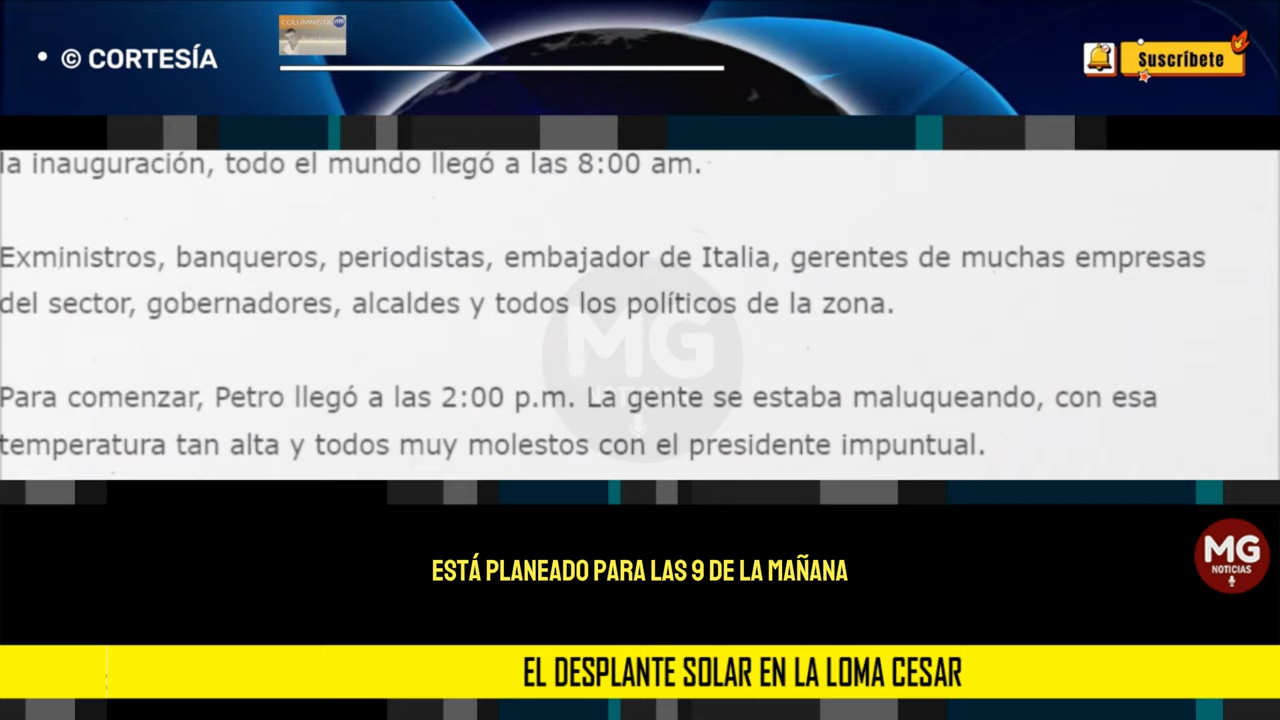 • © CORTESÍA
COLUMNISTA
Suscríbete
la inauguración, todo el mundo llegó a las 8:00 am.
Exministros, banqueros, periodistas, embajador de Italia, gerentes de muchas empresas
del sector, gobernadores, alcaldes y todos los políticos de la zona.
Para comenzar, Petro llegó a las 2:00 p.m. La gente se estaba maluqueando, con esa
temperatura tan alta y todos muy molestos con el presidente impuntual.
MG
NOTICIAS
ESTÁ PLANEADO PARA LAS 9 DE LA MAÑANA
MG
NOTICIAS
EL DESPLANTE SOLAR EN LA LOMA CESAR